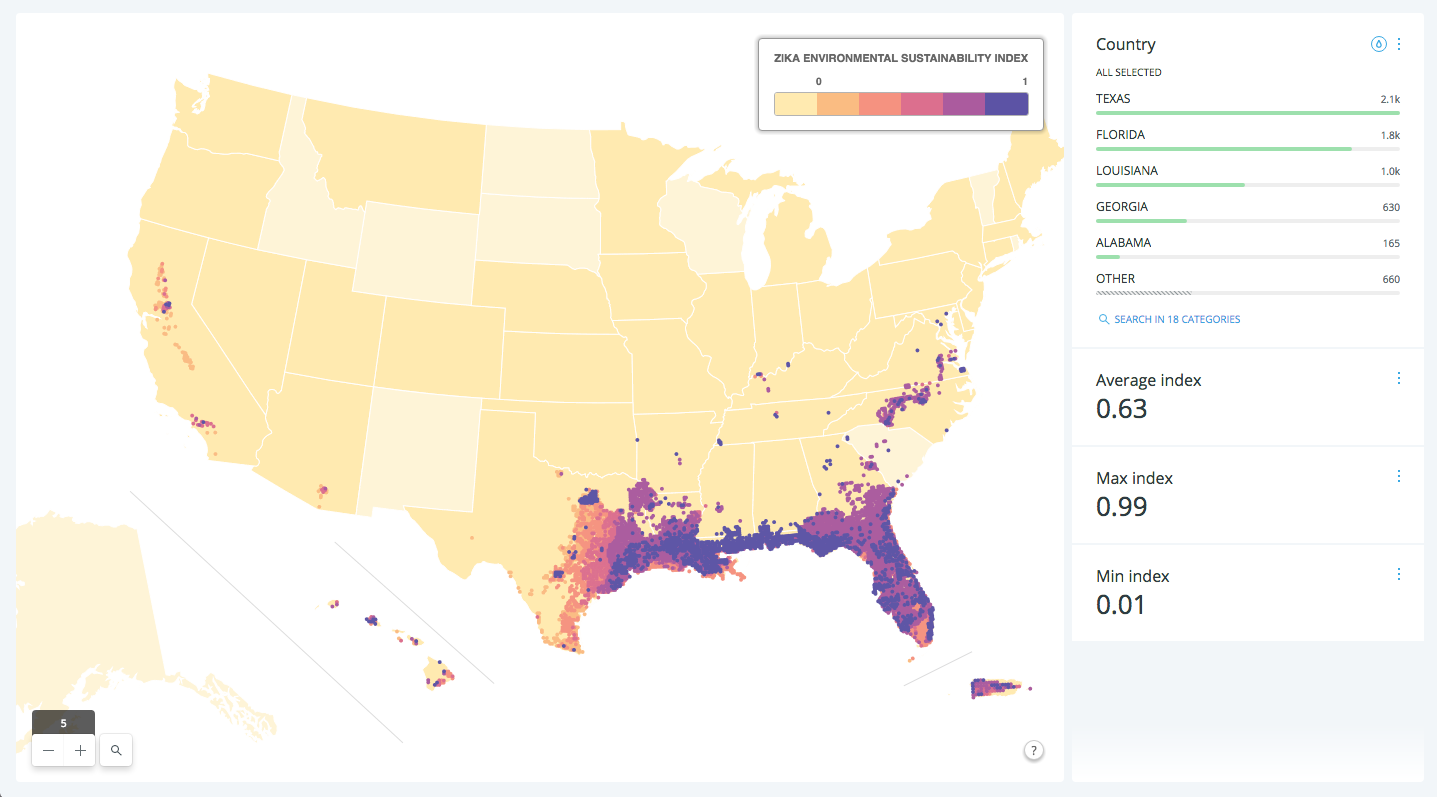 ZIKA ENVIRONMENTAL SUSTAINABILITY INDEX
0 1
Country
ALL SELECTED
TEXAS 2.1k
FLORIDA 1.8k
LOUISIANA 1.0k
GEORGIA 630
ALABAMA 165
OTHER 660
SEARCH IN 18 CATEGORIES
Average index
0.63
Max index
0.99
Min index
0.01
5
?